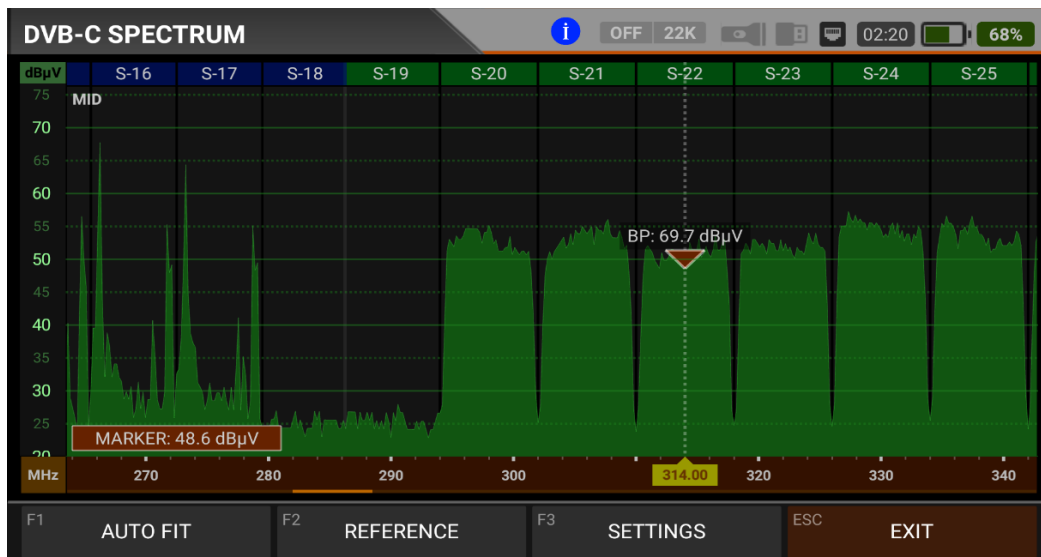 DVB-C SPECTRUM
i OFF 22K 02:20 68%
dBµV S-16 S-17 S-18 S-19 S-20 S-21 S-22 S-23 S-24 S-25
75
MID
70
65
60
55
BP: 69.7 dBµV
50
45
40
35
30
25
MARKER: 48.6 dBµV
20
MHz 270 280 290 300 314.00 320 330 340
F1 AUTO FIT F2 REFERENCE F3 SETTINGS ESC EXIT